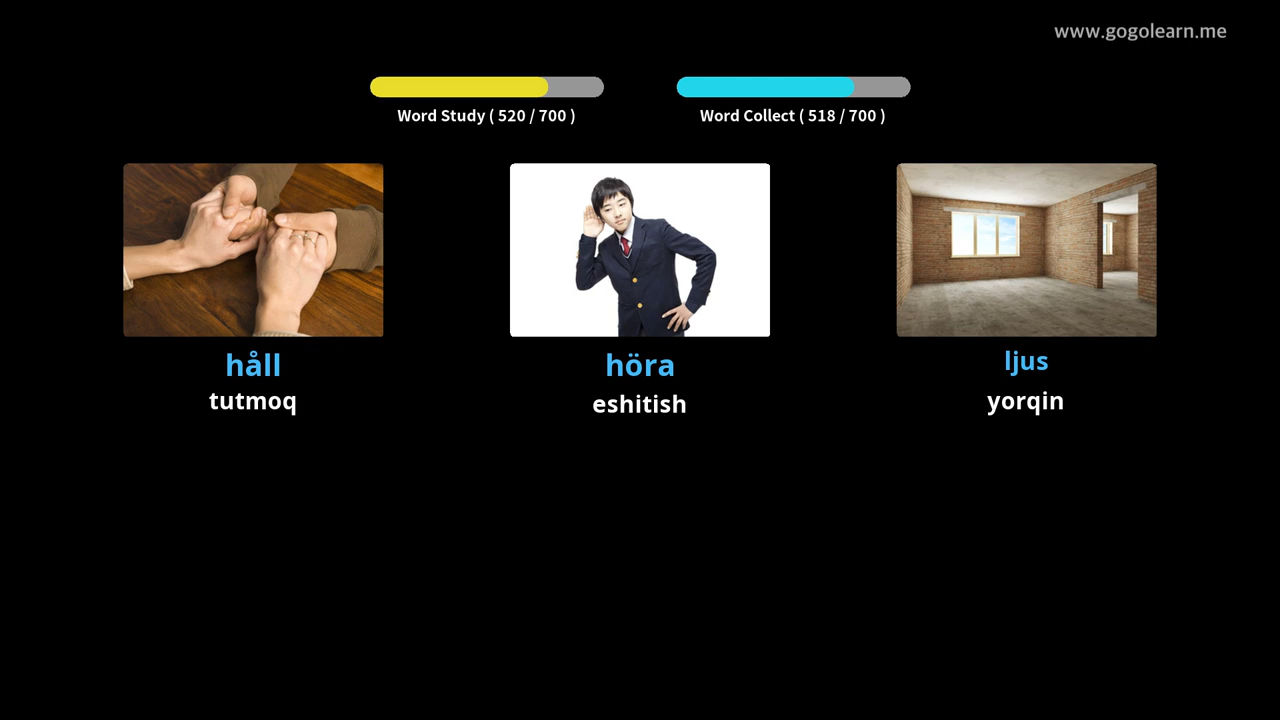 www.gogolearn.me
Word Study ( 520 / 700 )
Word Collect ( 518 / 700 )
håll
höra
ljus
tutmoq
eshitish
yorqin